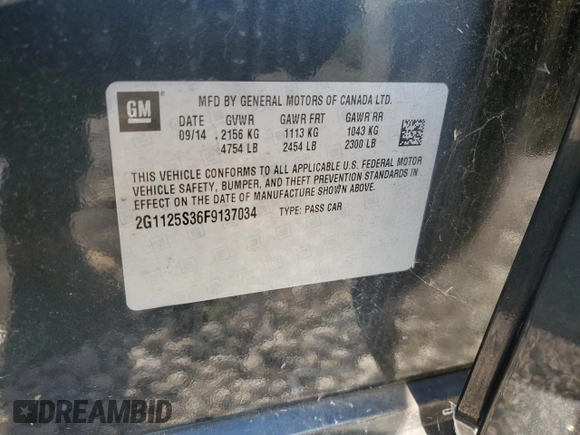 GM
MFD BY GENERAL MOTORS OF CANADA LTD.
DATE GVWR GAWR FRT GAWR RR
09/14 2156 KG 1113 KG 1043 KG
4754 LB 2454 LB 2300 LB
THIS VEHICLE CONFORMS TO ALL APPLICABLE U.S. FEDERAL MOTOR
VEHICLE SAFETY, BUMPER, AND THEFT PREVENTION STANDARDS IN
EFFECT ON THE DATE OF MANUFACTURE SHOWN ABOVE.
2G1125S36F9137034 TYPE: PASS CAR
DREAMBID